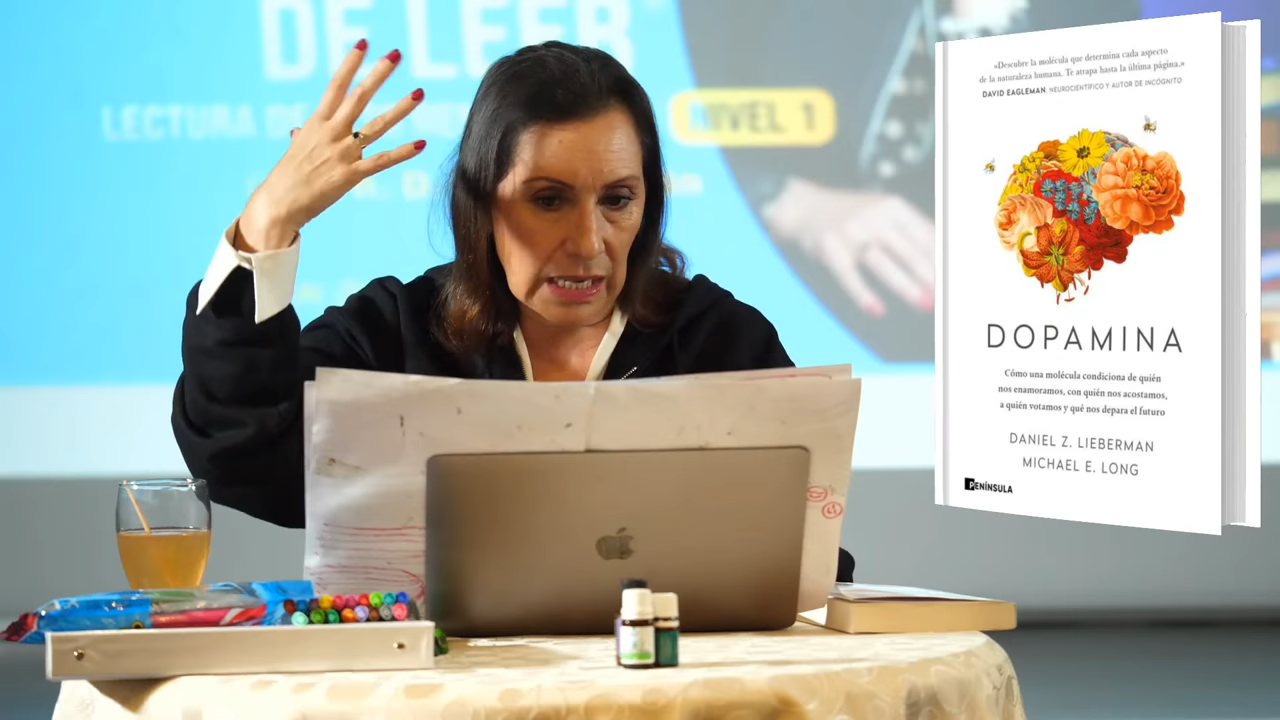 DE LEER
LECTURA
NIVEL 1
«Descubre la molécula que determina cada aspecto
de la naturaleza humana. Te atrapa hasta la última página.»
DAVID EAGLEMAN, NEUROCIENTÍFICO Y AUTOR DE INCÓGNITO
DOPAMINA
Cómo una molécula condiciona de quién
nos enamoramos, con quién nos acostamos,
a quién votamos y qué nos depara el futuro
DANIEL Z. LIEBERMAN
MICHAEL E. LONG
PENÍNSULA